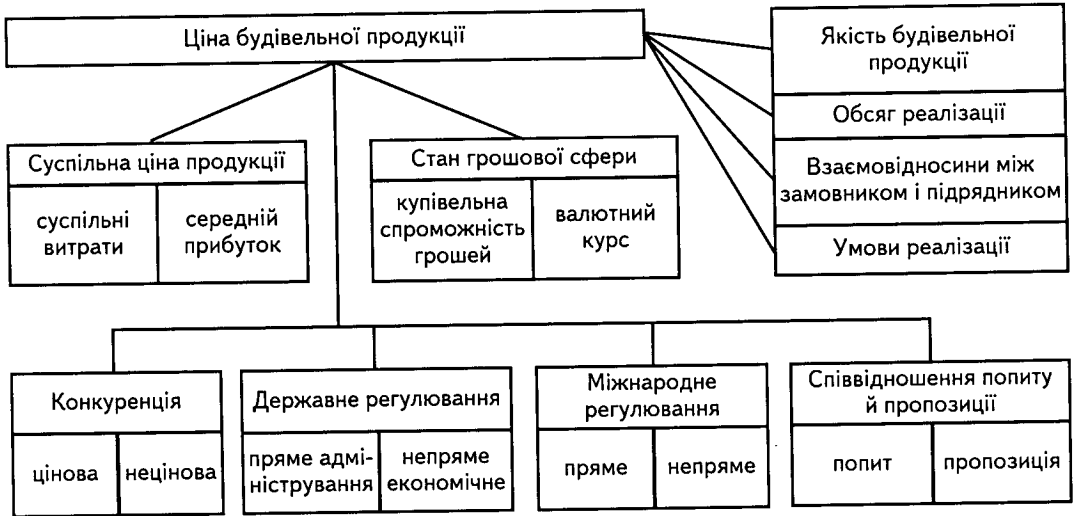 Ціна будівельної продукції
Якість будівельної
продукції
Обсяг реалізації
Взаємовідносини між
замовником і підрядником
Умови реалізації
Суспільна ціна продукції
суспільні
витрати
середній
прибуток
Стан грошової сфери
купівельна
спроможність
грошей
валютний
курс
Конкуренція
цінова
нецінова
Державне регулювання
пряме адмі-
ністрування
непряме
економічне
Міжнародне
регулювання
пряме
непряме
Співвідношення попиту
й пропозиції
попит
пропозиція